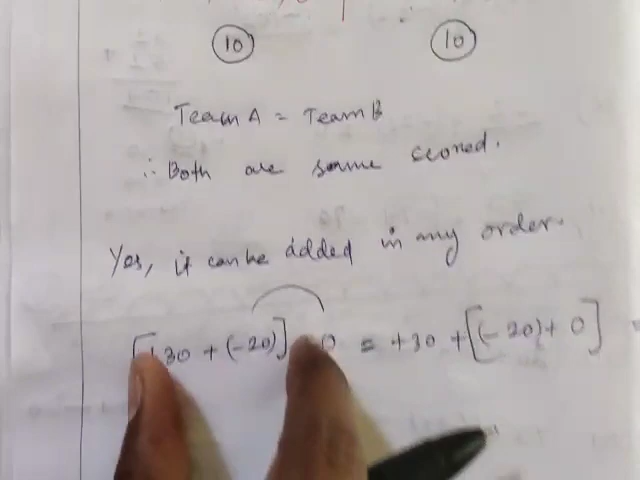 10 10
Team A = Team B
∴ Both are same scored.
Yes, it can be added in any order.
[+30 + (-20)] 0 = +30 + [(-20) + 0]